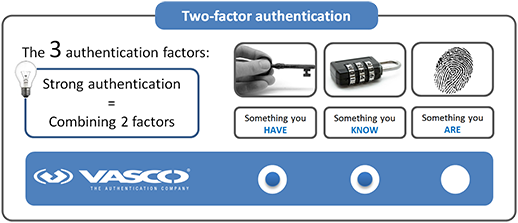 Two-factor authentication
The 3 authentication factors:
Strong authentication
=
Combining 2 factors
Something you
HAVE
Something you
KNOW
Something you
ARE
VASCO
THE AUTHENTICATION COMPANY